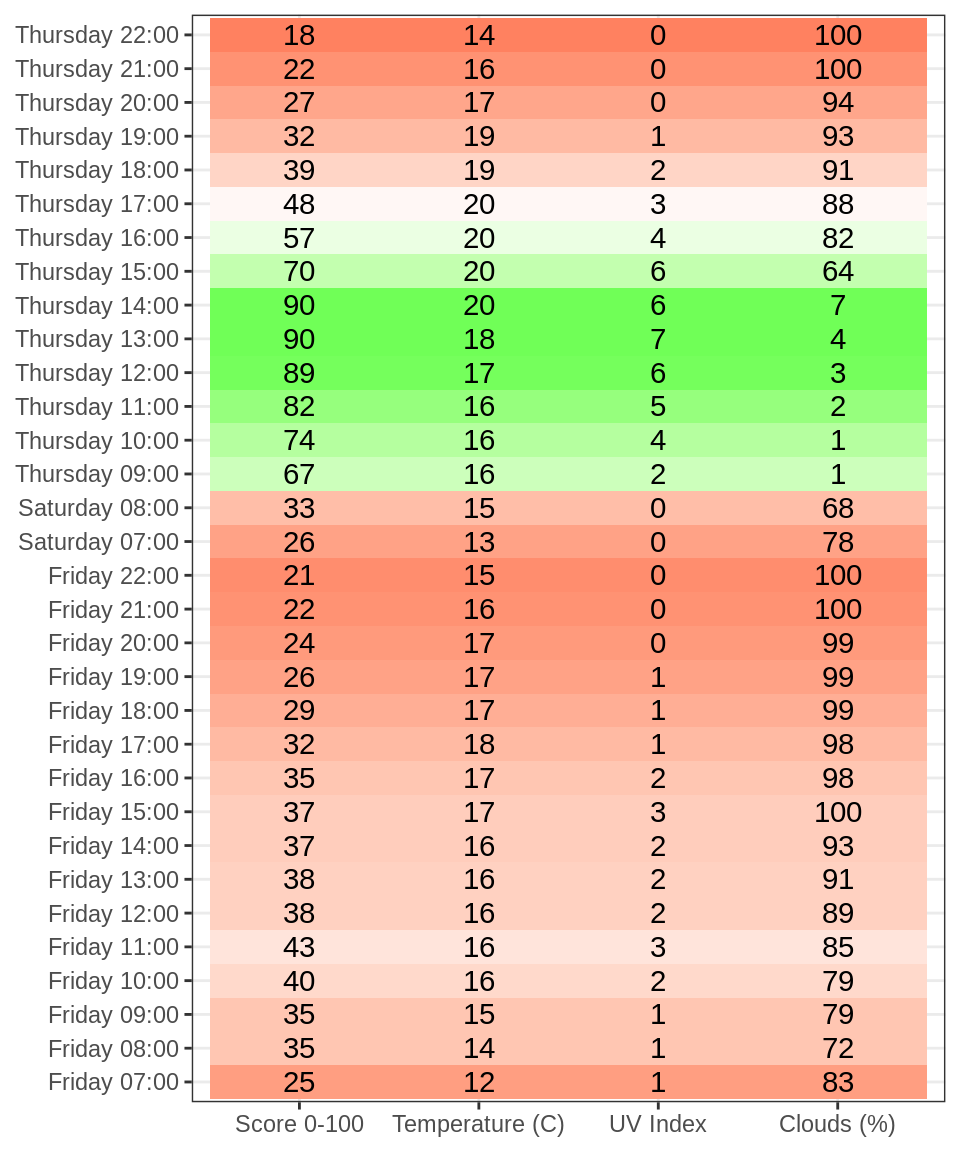 Thursday 22:00 18 14 0 100
Thursday 21:00 22 16 0 100
Thursday 20:00 27 17 0 94
Thursday 19:00 32 19 1 93
Thursday 18:00 39 19 2 91
Thursday 17:00 48 20 3 88
Thursday 16:00 57 20 4 82
Thursday 15:00 70 20 6 64
Thursday 14:00 90 20 6 7
Thursday 13:00 90 18 7 4
Thursday 12:00 89 17 6 3
Thursday 11:00 82 16 5 2
Thursday 10:00 74 16 4 1
Thursday 09:00 67 16 2 1
Saturday 08:00 33 15 0 68
Saturday 07:00 26 13 0 78
Friday 22:00 21 15 0 100
Friday 21:00 22 16 0 100
Friday 20:00 24 17 0 99
Friday 19:00 26 17 1 99
Friday 18:00 29 17 1 99
Friday 17:00 32 18 1 98
Friday 16:00 35 17 2 98
Friday 15:00 37 17 3 100
Friday 14:00 37 16 2 93
Friday 13:00 38 16 2 91
Friday 12:00 38 16 2 89
Friday 11:00 43 16 3 85
Friday 10:00 40 16 2 79
Friday 09:00 35 15 1 79
Friday 08:00 35 14 1 72
Friday 07:00 25 12 1 83
Score 0-100 Temperature (C) UV Index Clouds (%)